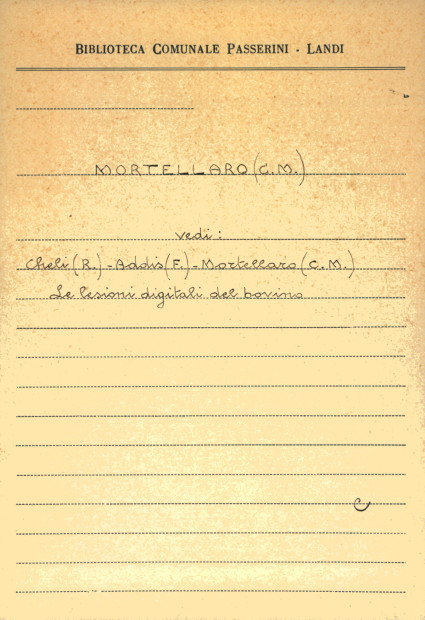 BIBLIOTECA COMUNALE PASSERINI - LANDI
MORTELLARO (C.M.)
vedi:
Cheli (R.) - Addis (F.) - Mortellaro (C.M.)
Le lesioni digitali del bovino
C